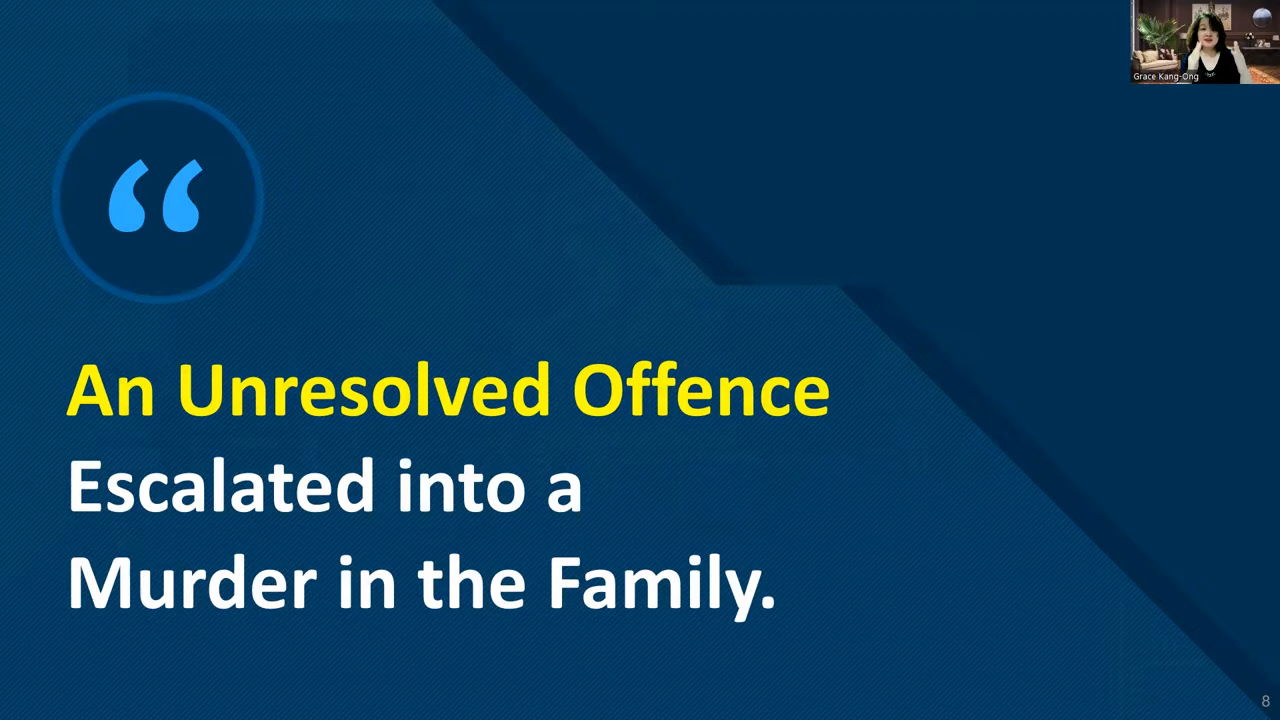 Grace Kang-Ong
“
An Unresolved Offence
Escalated into a
Murder in the Family.
8